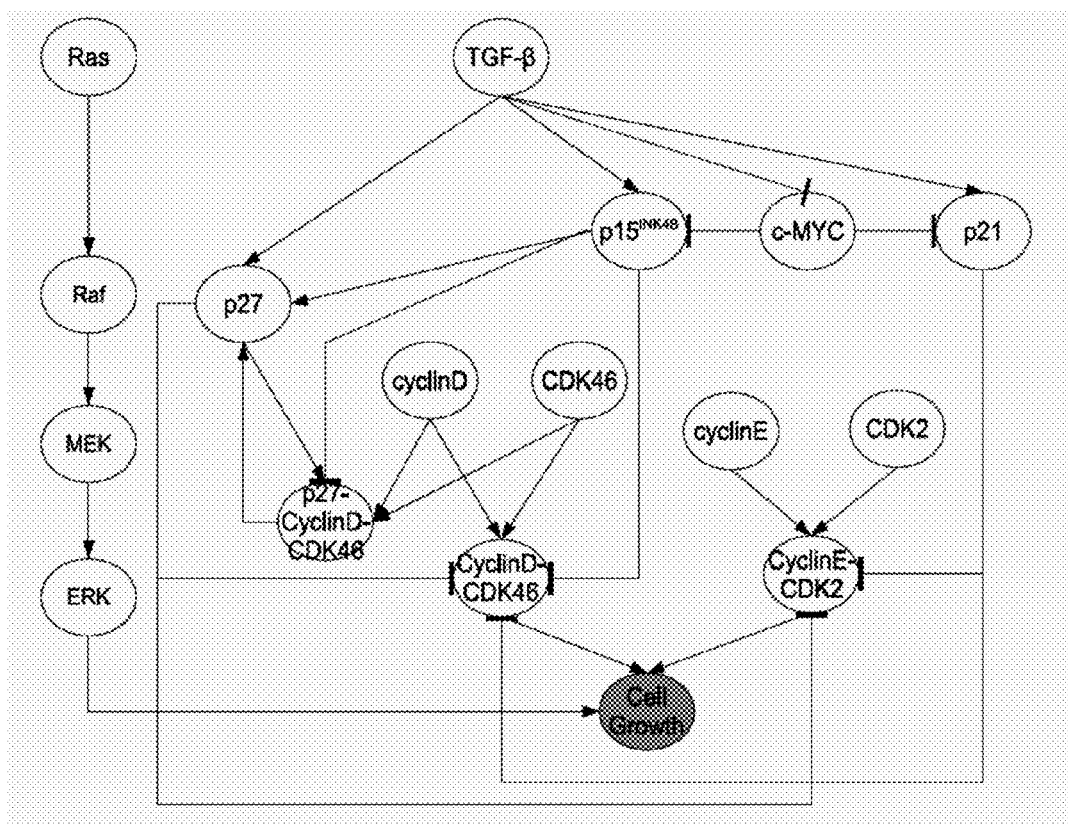 Ras
TGF-β
p15INK4B
c-MYC
p21
Raf
p27
cyclinD
CDK46
cyclinE
CDK2
MEK
p27-
CyclinD-
CDK46
CyclinD-
CDK46
CyclinE-
CDK2
ERK
Cell
Growth